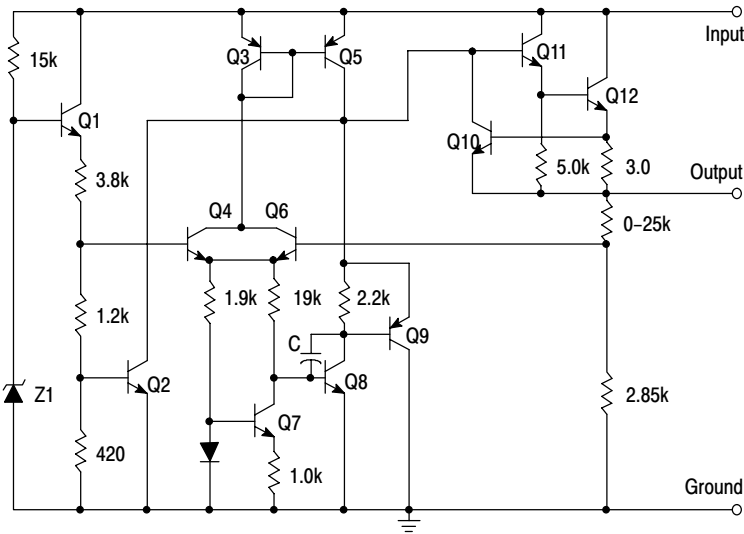 Input
15k
Q3
Q5
Q11
Q12
Q1
Q10
5.0k
3.0
Output
3.8k
Q4
Q6
0–25k
1.2k
1.9k
19k
2.2k
C
Q9
Z1
Q2
Q8
2.85k
Q7
420
1.0k
Ground